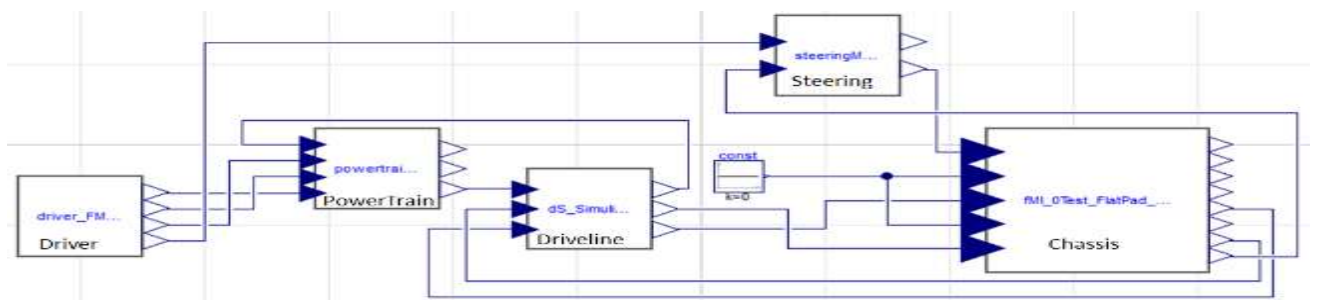 steeringM...
Steering
const
k=0
powertrai...
PowerTrain
driver_FM...
Driver
dS_Simuli...
Driveline
fMI_0Test_FlatPad_...
Chassis